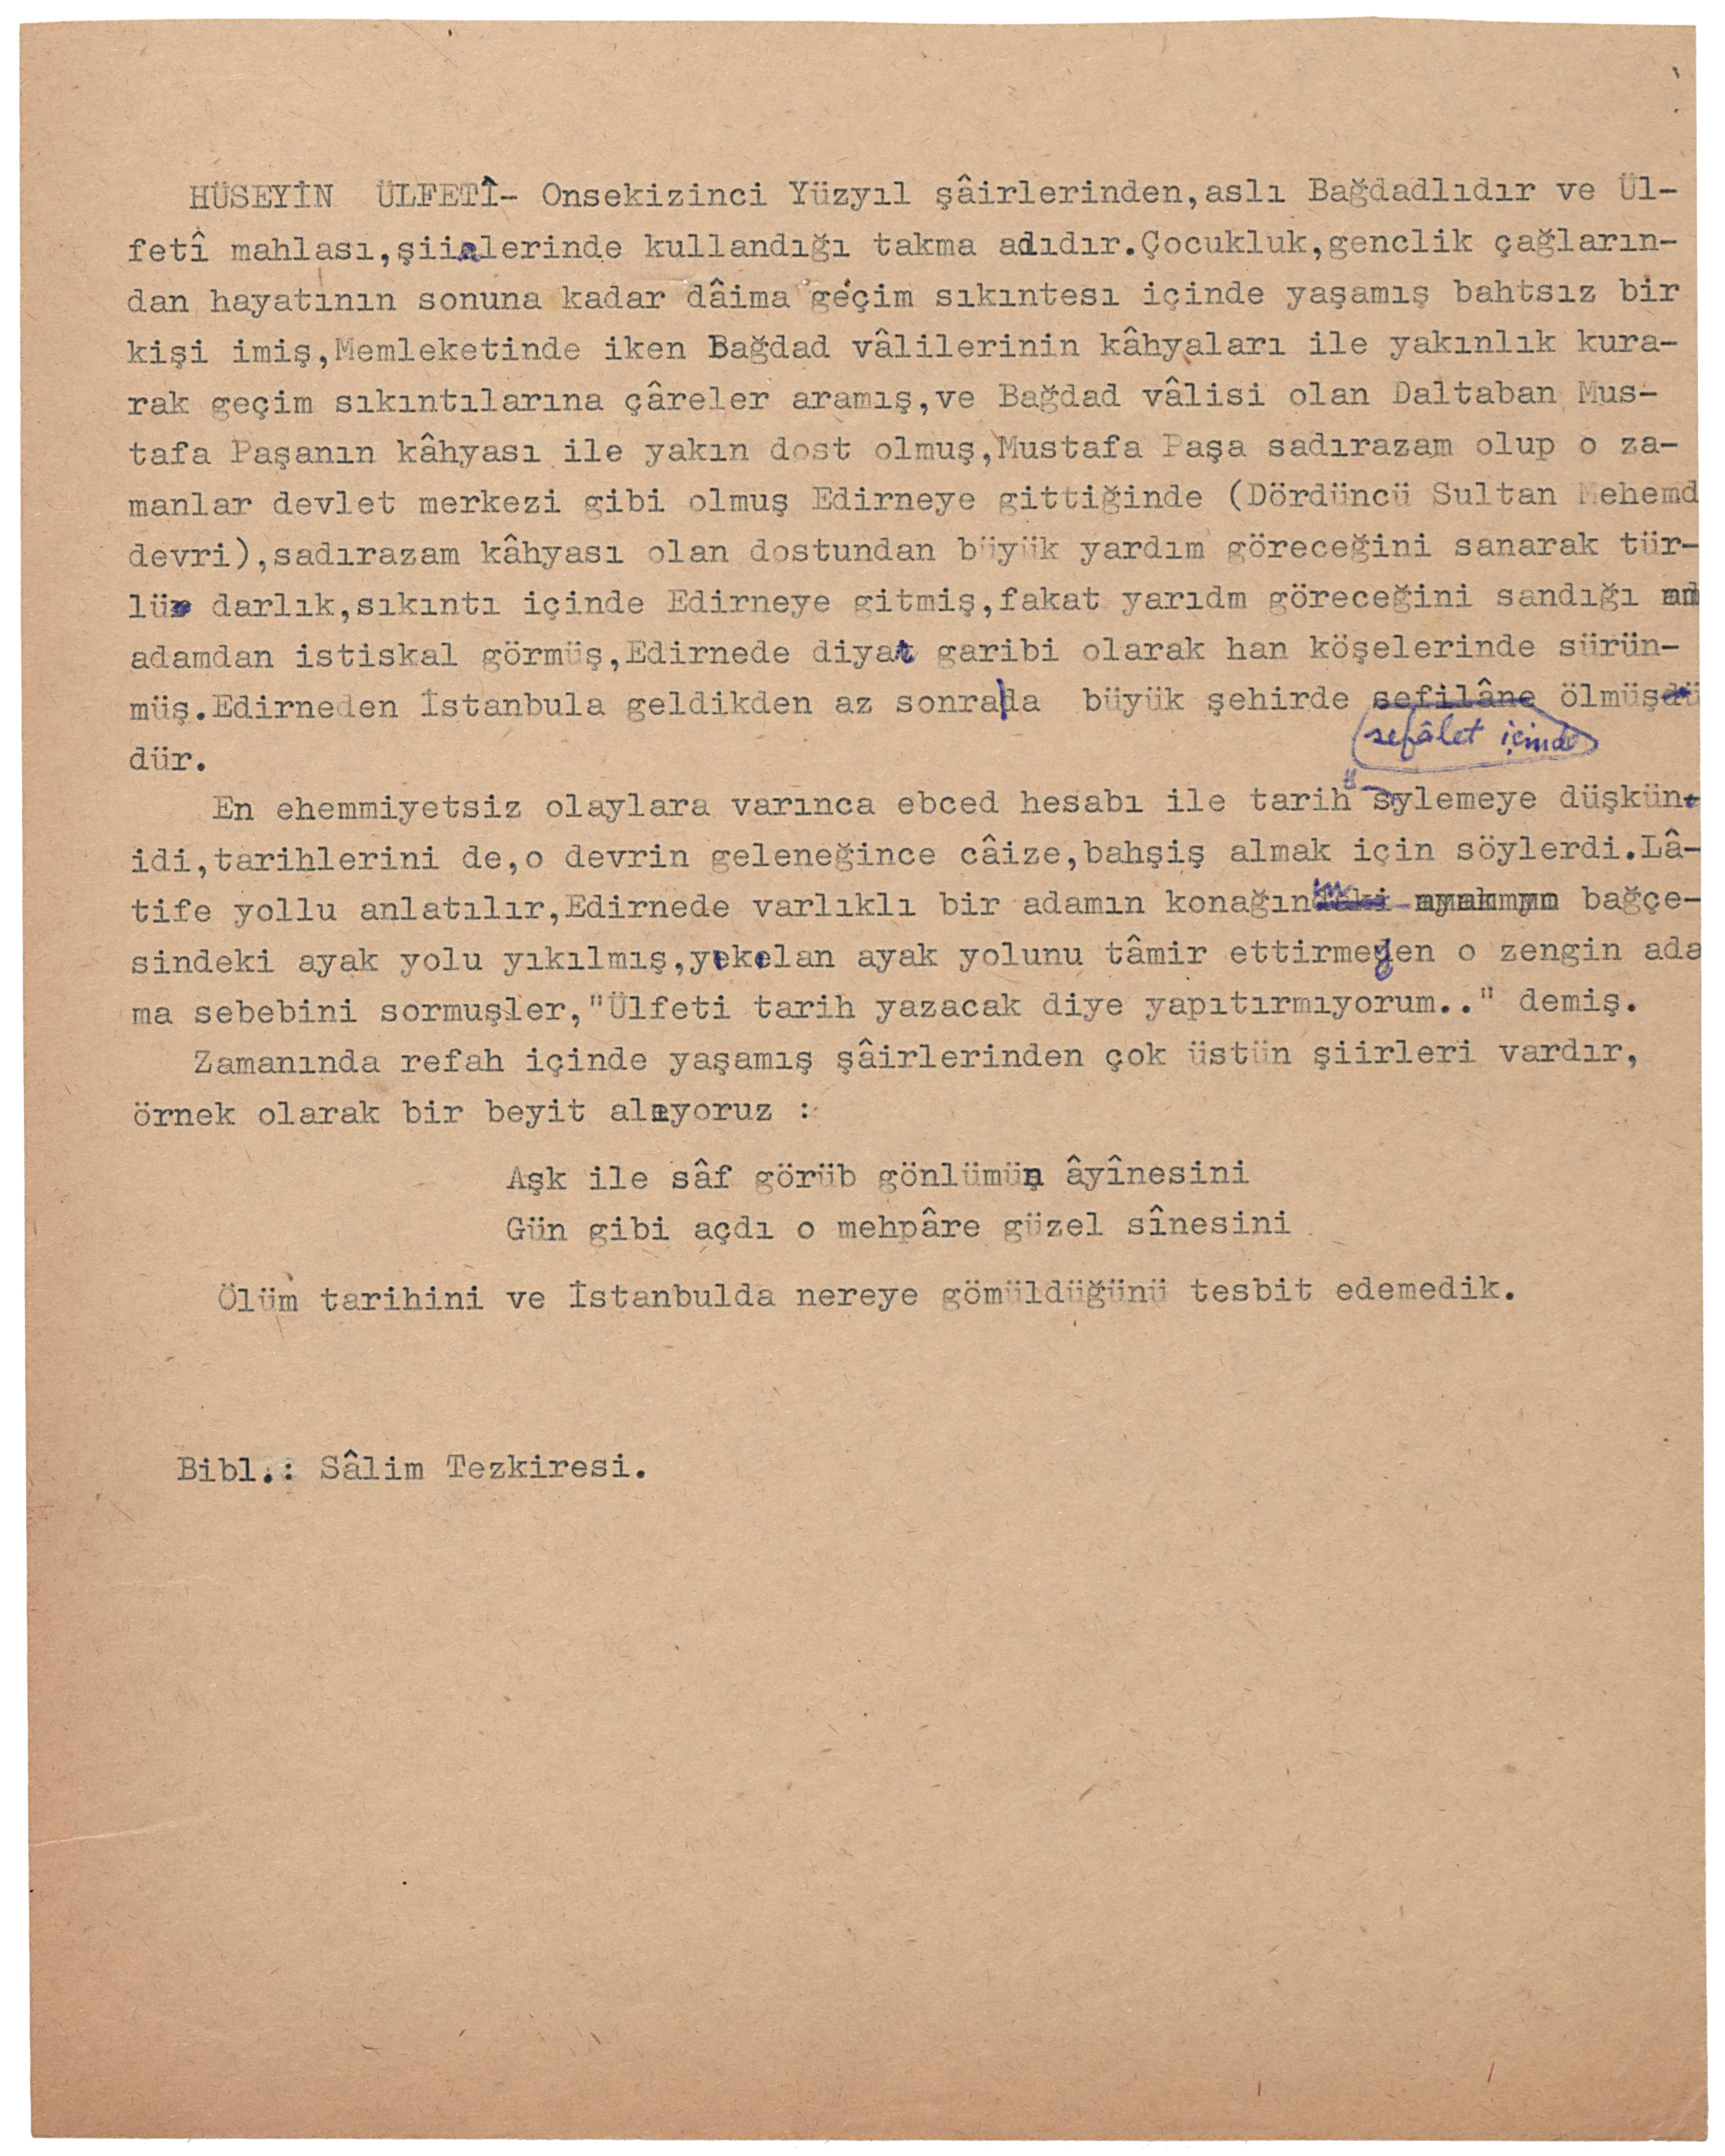 HÜSEYİN ÜLFETÎ- Onsekizinci Yüzyıl şâirlerinden,aslı Bağdadlıdır ve Ül-
fetî mahlası,şiirlerinde kullandığı takma adıdır.Çocukluk,genclik çağların-
dan hayatının sonuna kadar dâima geçim sıkıntesı içinde yaşamış bahtsız bir
kişi imiş,Memleketinde iken Bağdad vâlilerinin kâhyaları ile yakınlık kura-
rak geçim sıkıntılarına çâreler aramış,ve Bağdad vâlisi olan Daltaban Mus-
tafa Paşanın kâhyası ile yakın dost olmuş,Mustafa Paşa sadırazam olup o za-
manlar devlet merkezi gibi olmuş Edirneye gittiğinde (Dördüncü Sultan Mehemd
devri),sadırazam kâhyası olan dostundan büyük yardım göreceğini sanarak tür-
lü darlık,sıkıntı içinde Edirneye gitmiş,fakat yarıdm göreceğini sandığı
adamdan istiskal görmüş,Edirnede diyar garibi olarak han köşelerinde sürün-
müş.Edirneden İstanbula geldikden az sonra da büyük şehirde sefilâne ölmüş
sefâlet içinde
dür.
En ehemmiyetsiz olaylara varınca ebced hesabı ile tarih söylemeye düşkün
idi,tarihlerini de,o devrin geleneğince câize,bahşiş almak için söylerdi.Lâ-
tife yollu anlatılır,Edirnede varlıklı bir adamın konağının bağçe-
sindeki ayak yolu yıkılmış,yıkılan ayak yolunu tâmir ettirmeyen o zengin ada
ma sebebini sormuşler,"Ülfeti tarih yazacak diye yapıtırmıyorum.." demiş.
Zamanında refah içinde yaşamış şâirlerinden çok üstün şiirleri vardır,
örnek olarak bir beyit alıyoruz :
Aşk ile sâf görüb gönlümün âyînesini
Gün gibi açdı o mehpâre güzel sînesini
Ölüm tarihini ve İstanbulda nereye gömüldüğünü tesbit edemedik.
Bibl.: Sâlim Tezkiresi.